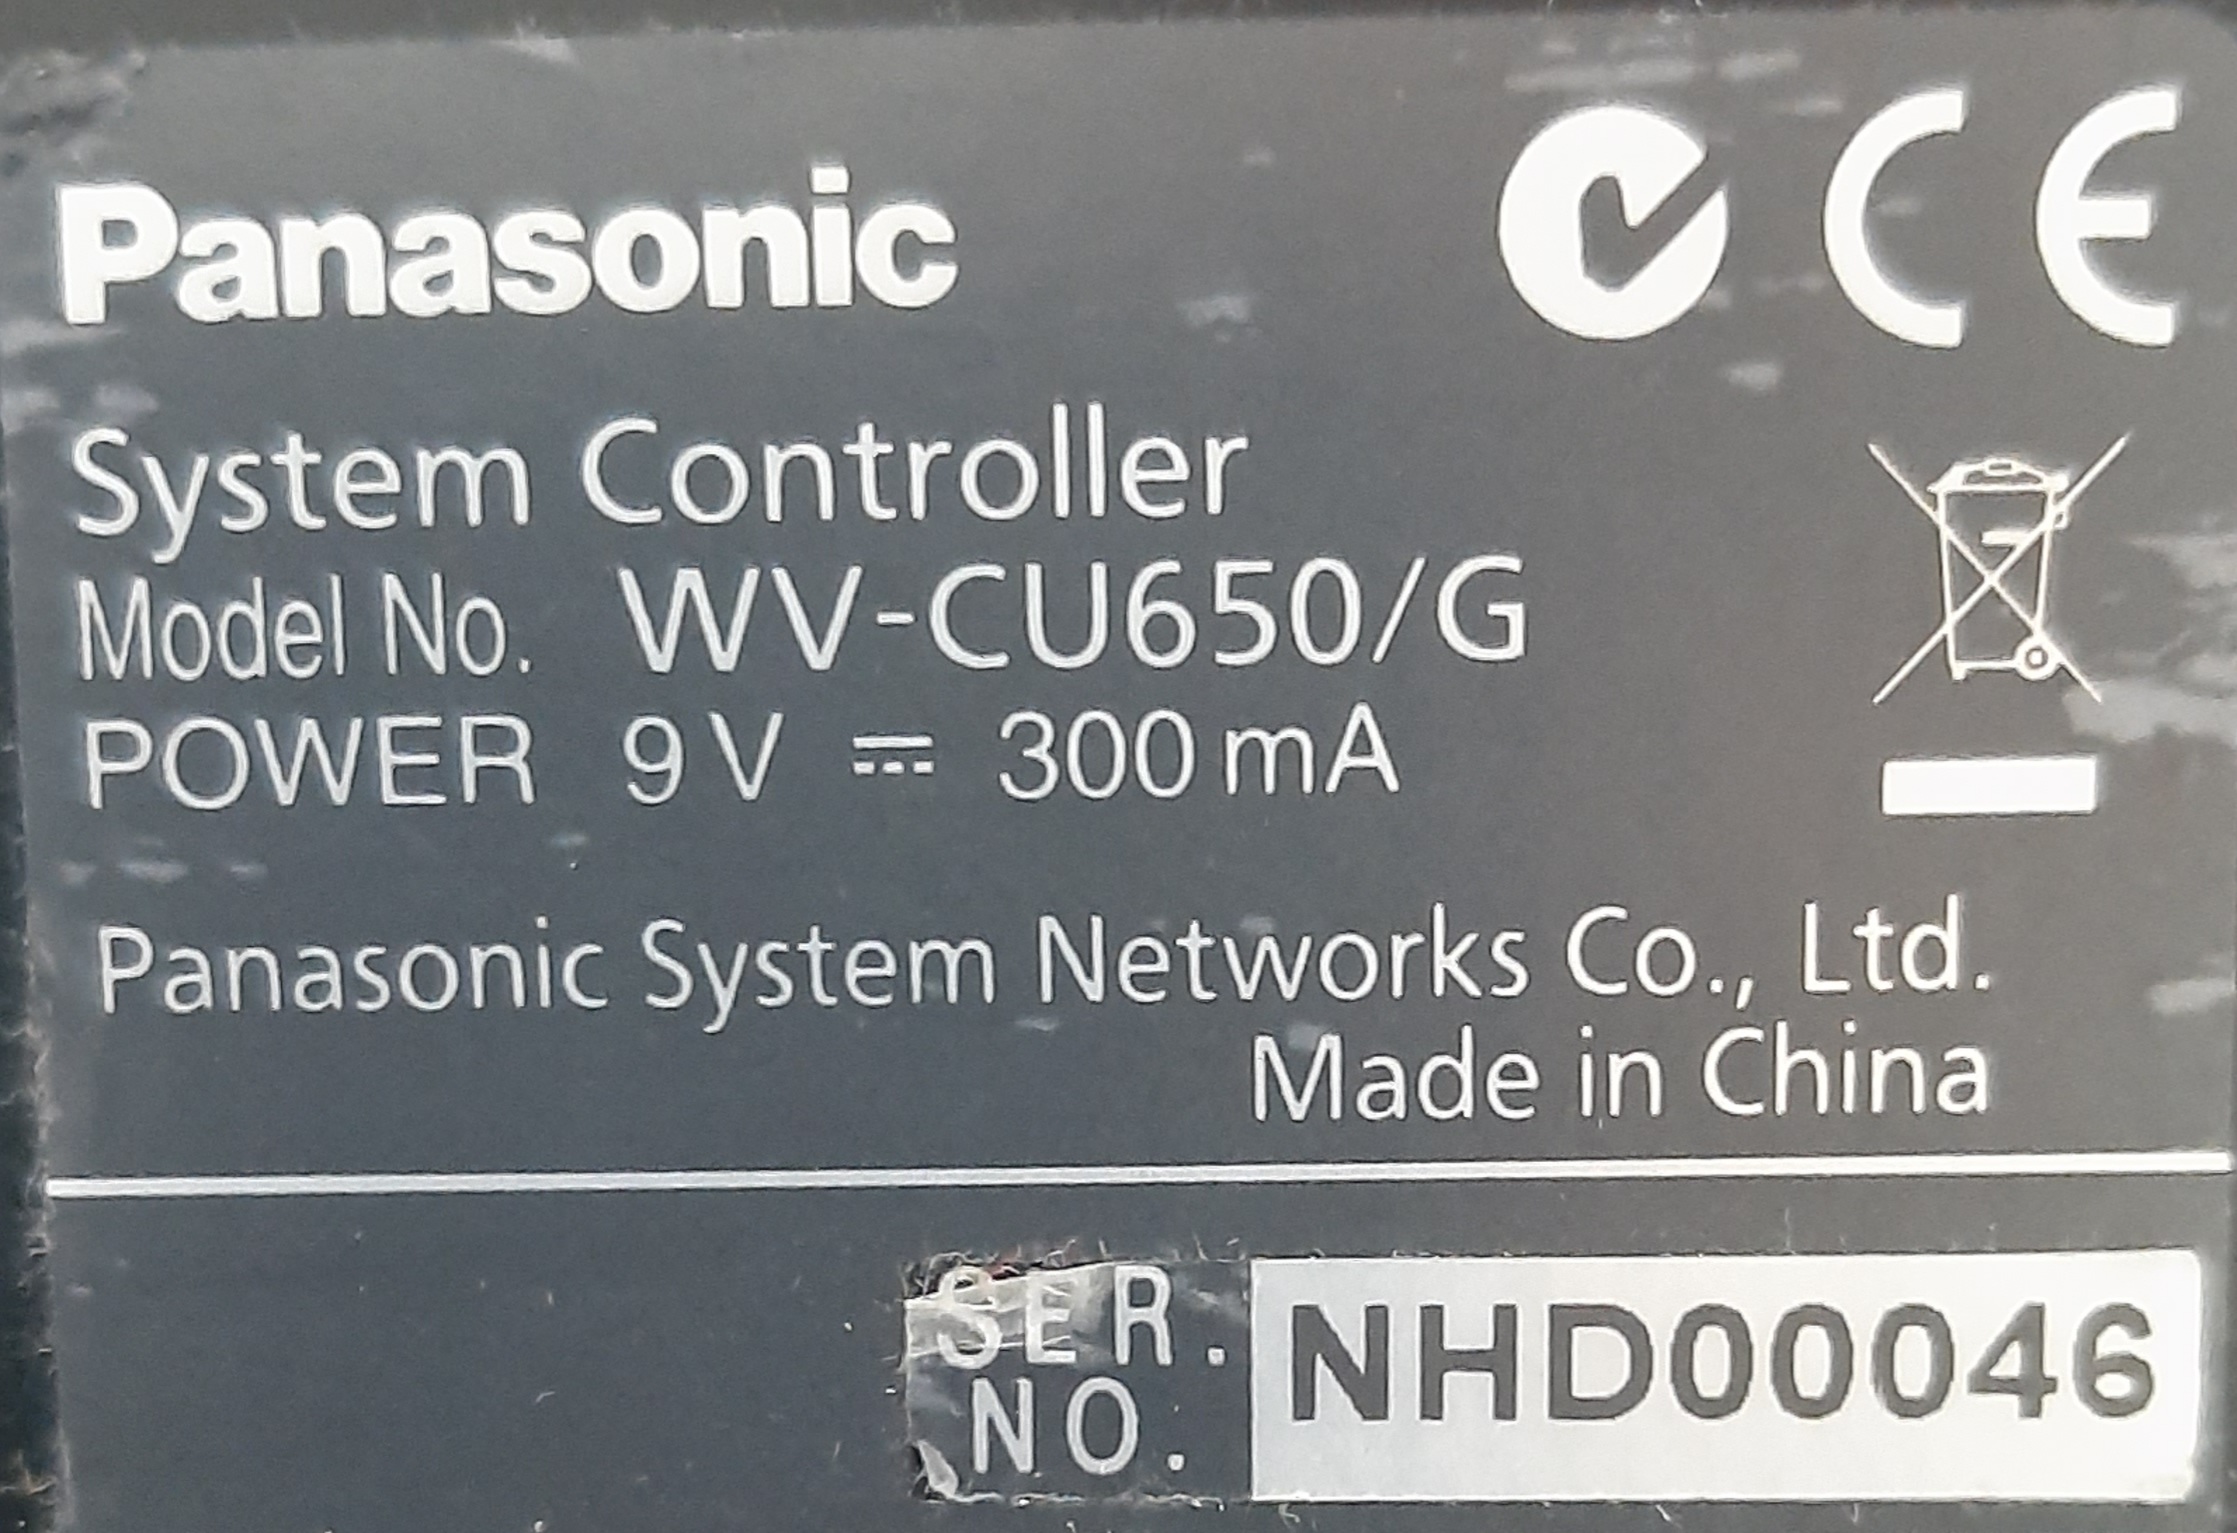 Panasonic
CE
System Controller
Model No. WV-CU650/G
POWER 9V ⎓ 300mA
Panasonic System Networks Co., Ltd.
Made in China
SER.
NO.
NHD00046